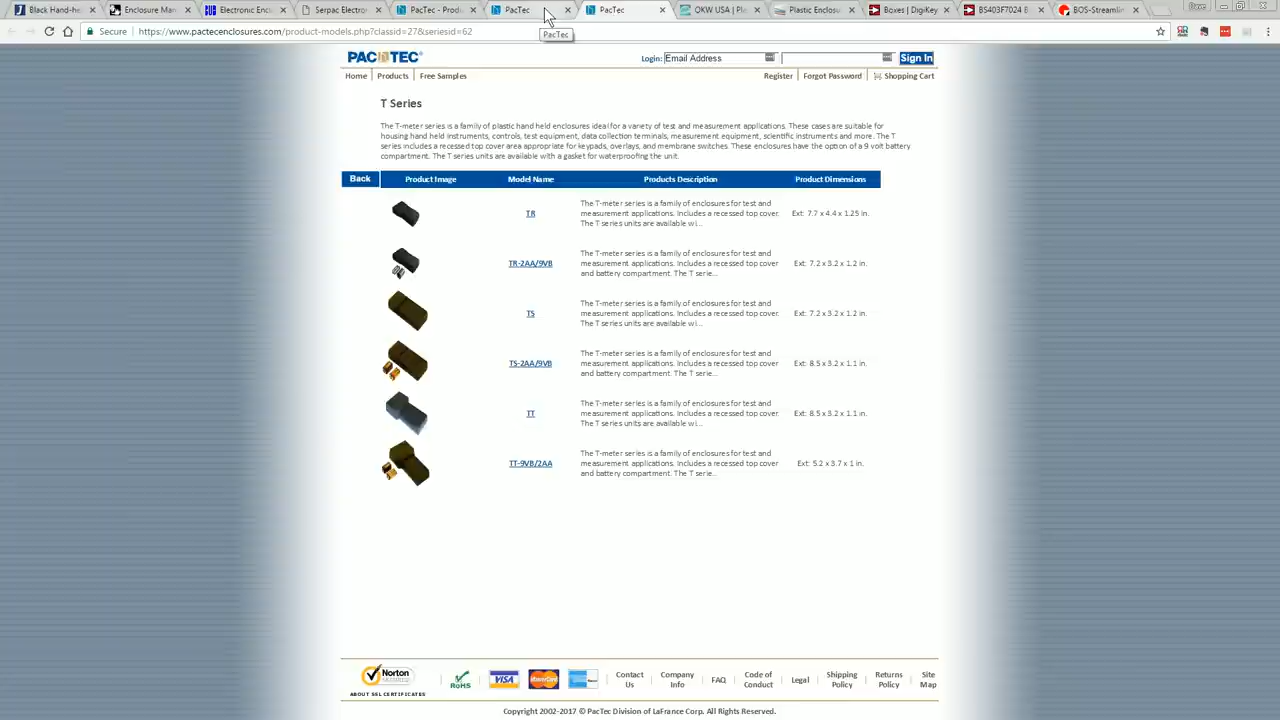 Black Hand-he
Enclosure Ma
Electronic Encl
Serpac Electro
PacTec - Produ
PacTec
PacTec
OKW USA | Pl
Plastic Enclosu
Boxes | DigiKey
BS403F7024 B
BOS-Streamlin
Secure
https://www.pactecenclosures.com/product-models.php?classid=27&seriesid=62
PacTec
PACTEC
Login:
Email Address
Sign In
Home
Products
Free Samples
Register
Forgot Password
Shopping Cart
T Series
The T-meter series is a family of plastic hand held enclosures ideal for a variety of test and measurement applications. These cases are suitable for
housing hand held instruments, controls, test equipment, data collection terminals, measurement equipment, scientific instruments and more. The T
series includes a recessed top cover area appropriate for keypads, overlays, and membrane switches. These enclosures have the option of a 9 volt battery
compartment. The T series units are available with a gasket for waterproofing the unit.
Back
Product Image
Model Name
Products Description
Product Dimensions
TR
The T-meter series is a family of enclosures for test and
measurement applications. Includes a recessed top cover.
The T series units are available wi...
Ext: 7.7 x 4.4 x 1.25 in.
TR-2AA/9VB
The T-meter series is a family of enclosures for test and
measurement applications. Includes a recessed top cover
and battery compartment. The T serie...
Ext: 7.2 x 3.2 x 1.2 in.
TS
The T-meter series is a family of enclosures for test and
measurement applications. Includes a recessed top cover.
The T series units are available wi...
Ext: 7.2 x 3.2 x 1.2 in.
TS-2AA/9VB
The T-meter series is a family of enclosures for test and
measurement applications. Includes a recessed top cover
and battery compartment. The T serie...
Ext: 8.5 x 3.2 x 1.1 in.
TT
The T-meter series is a family of enclosures for test and
measurement applications. Includes a recessed top cover.
The T series units are available wi...
Ext: 8.5 x 3.2 x 1.1 in.
TT-9VB/2AA
The T-meter series is a family of enclosures for test and
measurement applications. Includes a recessed top cover
and battery compartment. The T serie...
Ext: 5.2 x 3.7 x 1 in.
Norton
ABOUT SSL CERTIFICATES
RoHS
VISA
MasterCard
Contact
Us
Company
Info
FAQ
Code of
Conduct
Legal
Shipping
Policy
Returns
Policy
Site
Map
Copyright 2002-2017 © PacTec Division of LaFrance Corp. All Rights Reserved.